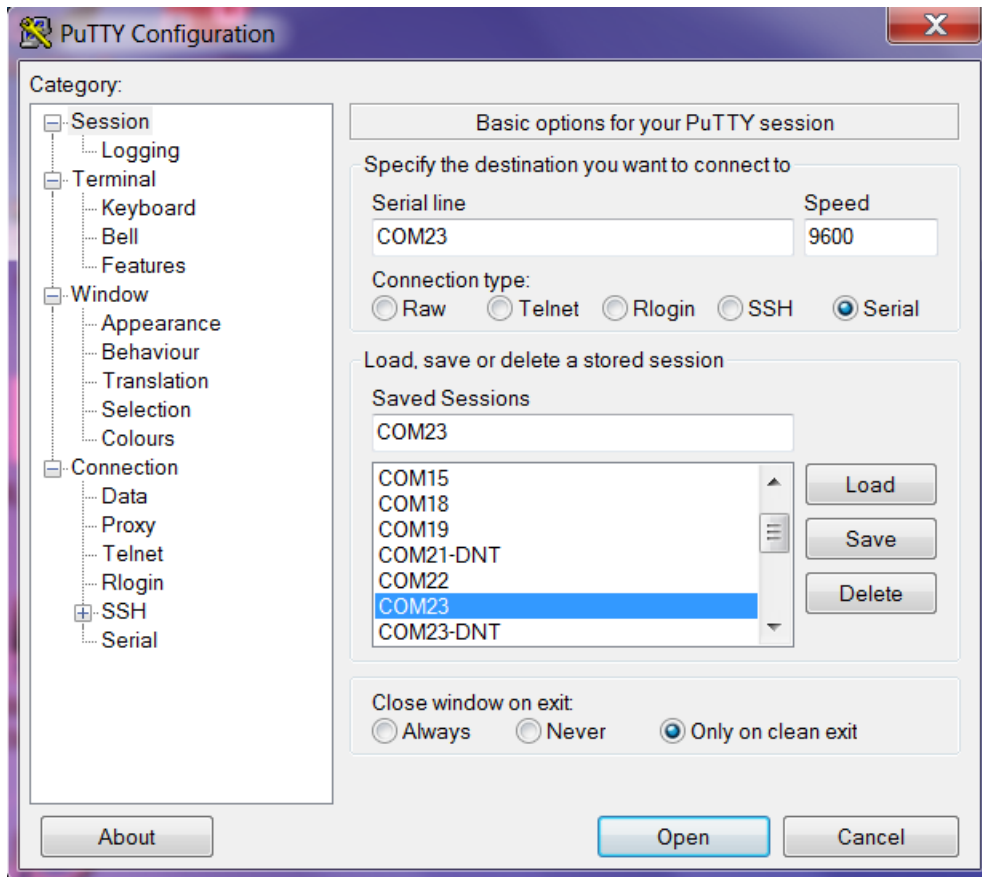 PuTTY Configuration
Category:
Session
Logging
Terminal
Keyboard
Bell
Features
Window
Appearance
Behaviour
Translation
Selection
Colours
Connection
Data
Proxy
Telnet
Rlogin
SSH
Serial
Basic options for your PuTTY session
Specify the destination you want to connect to
Serial line Speed
COM23 9600
Connection type:
Raw Telnet Rlogin SSH Serial
Load, save or delete a stored session
Saved Sessions
COM23
COM15
COM18
COM19
COM21-DNT
COM22
COM23
COM23-DNT
Load
Save
Delete
Close window on exit:
Always Never Only on clean exit
About Open Cancel